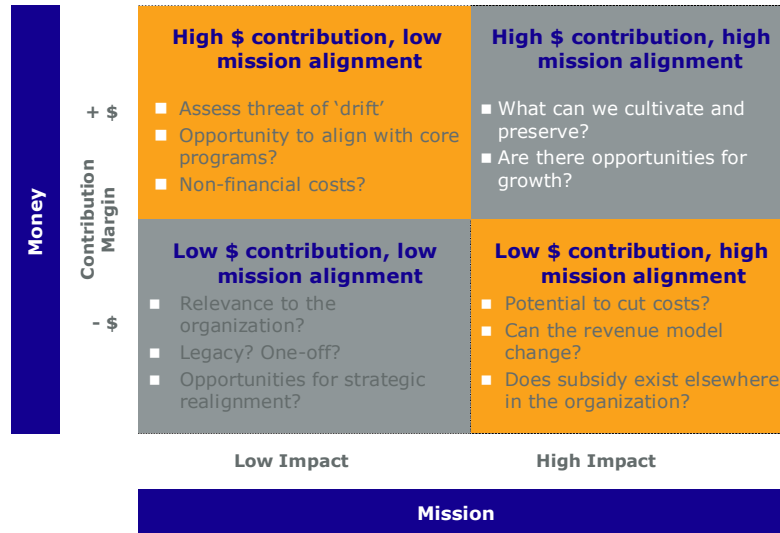 High $ contribution, low
mission alignment
■ Assess threat of ‘drift’
■ Opportunity to align with core
programs?
■ Non-financial costs?
High $ contribution, high
mission alignment
■ What can we cultivate and
preserve?
■ Are there opportunities for
growth?
Money
Contribution
Margin
+ $
- $
Low $ contribution, low
mission alignment
■ Relevance to the
organization?
■ Legacy? One-off?
■ Opportunities for strategic
realignment?
Low $ contribution, high
mission alignment
■ Potential to cut costs?
■ Can the revenue model
change?
■ Does subsidy exist elsewhere
in the organization?
Low Impact
High Impact
Mission